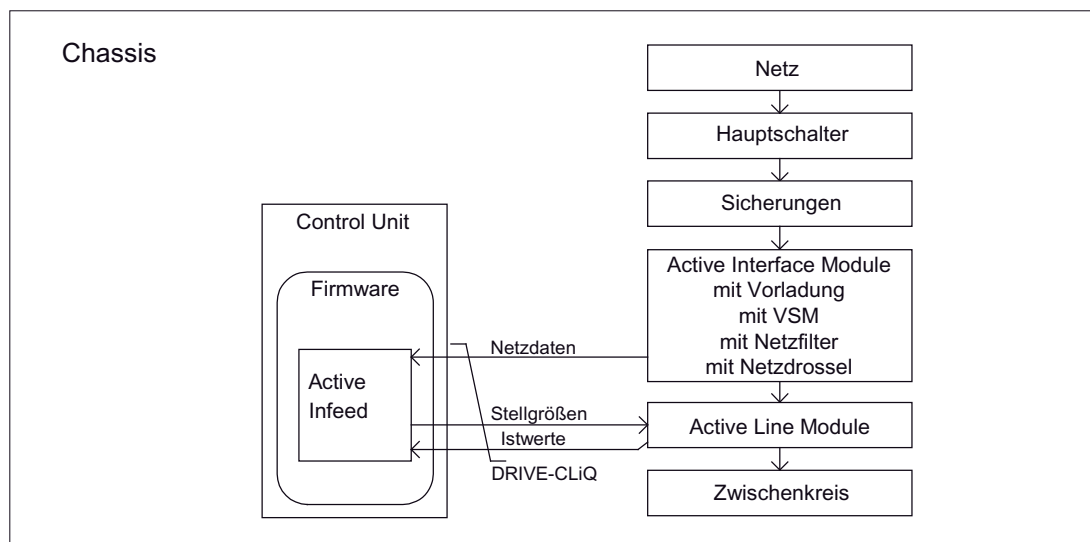 Chassis
Netz
Hauptschalter
Sicherungen
Control Unit
Firmware
Active
Infeed
Active Interface Module
mit Vorladung
mit VSM
mit Netzfilter
mit Netzdrossel
Netzdaten
Stellgrößen
Istwerte
DRIVE-CLiQ
Active Line Module
Zwischenkreis